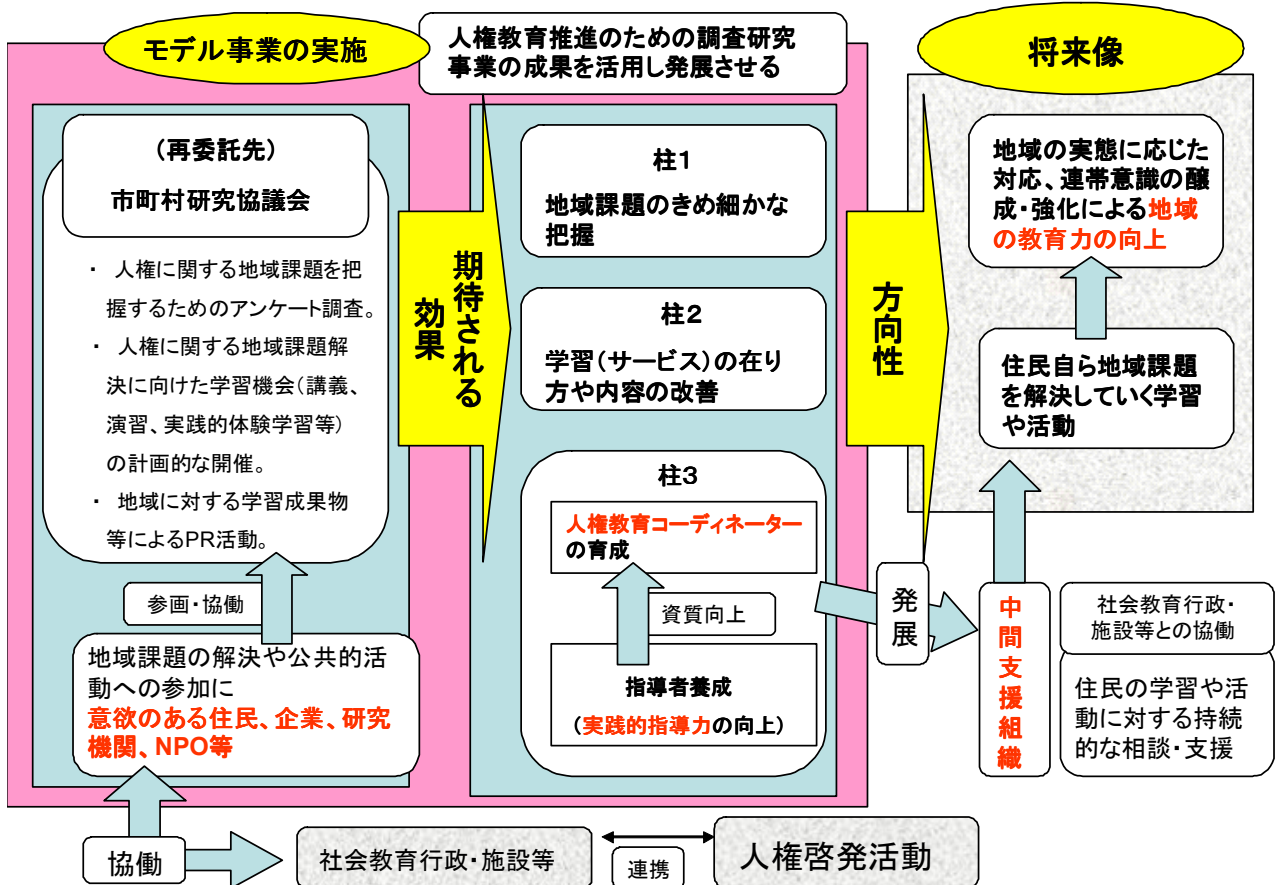 モデル事業の実施
人権教育推進のための調査研究
事業の成果を活用し発展させる
将来像
(再委託先)
市町村研究協議会
・ 人権に関する地域課題を把
握するためのアンケート調査。
・ 人権に関する地域課題解
決に向けた学習機会(講義、
演習、実践的体験学習等)
の計画的な開催。
・ 地域に対する学習成果物
等によるPR活動。
参画・協働
地域課題の解決や公共的活
動への参加に
意欲のある住民、企業、研究
機関、NPO等
期待される
効果
柱1
地域課題のきめ細かな
把握
柱2
学習(サービス)の在り
方や内容の改善
柱3
人権教育コーディネーター
の育成
資質向上
指導者養成
(実践的指導力の向上)
方向性
発展
地域の実態に応じた
対応、連帯意識の醸
成・強化による地域
の教育力の向上
住民自ら地域課題
を解決していく学習
や活動
中間支援組織
社会教育行政・
施設等との協働
住民の学習や活
動に対する持続
的な相談・支援
協働
社会教育行政・施設等
連携
人権啓発活動